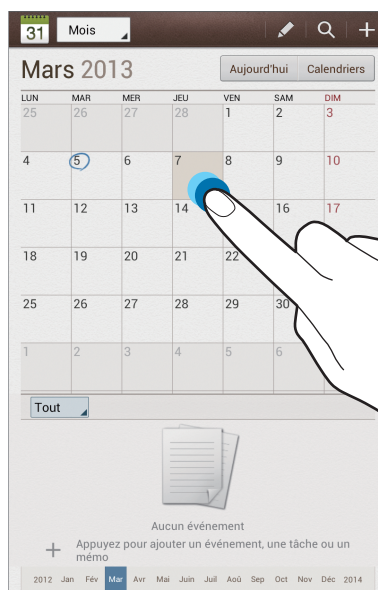 31 Mois
Mars 2013 Aujourd'hui Calendriers
LUN MAR MER JEU VEN SAM DIM
25 26 27 28 1 2 3
4 5 6 7 8 9 10
11 12 13 14 16 17
18 19 20 21 22
25 26 27 28 29 30
1 2 3 4 5 6
Tout
Aucun événement
Appuyez pour ajouter un événement, une tâche ou un
mémo
2012 Jan Fév Mar Avr Mai Juin Juil Aoû Sep Oct Nov Déc 2014